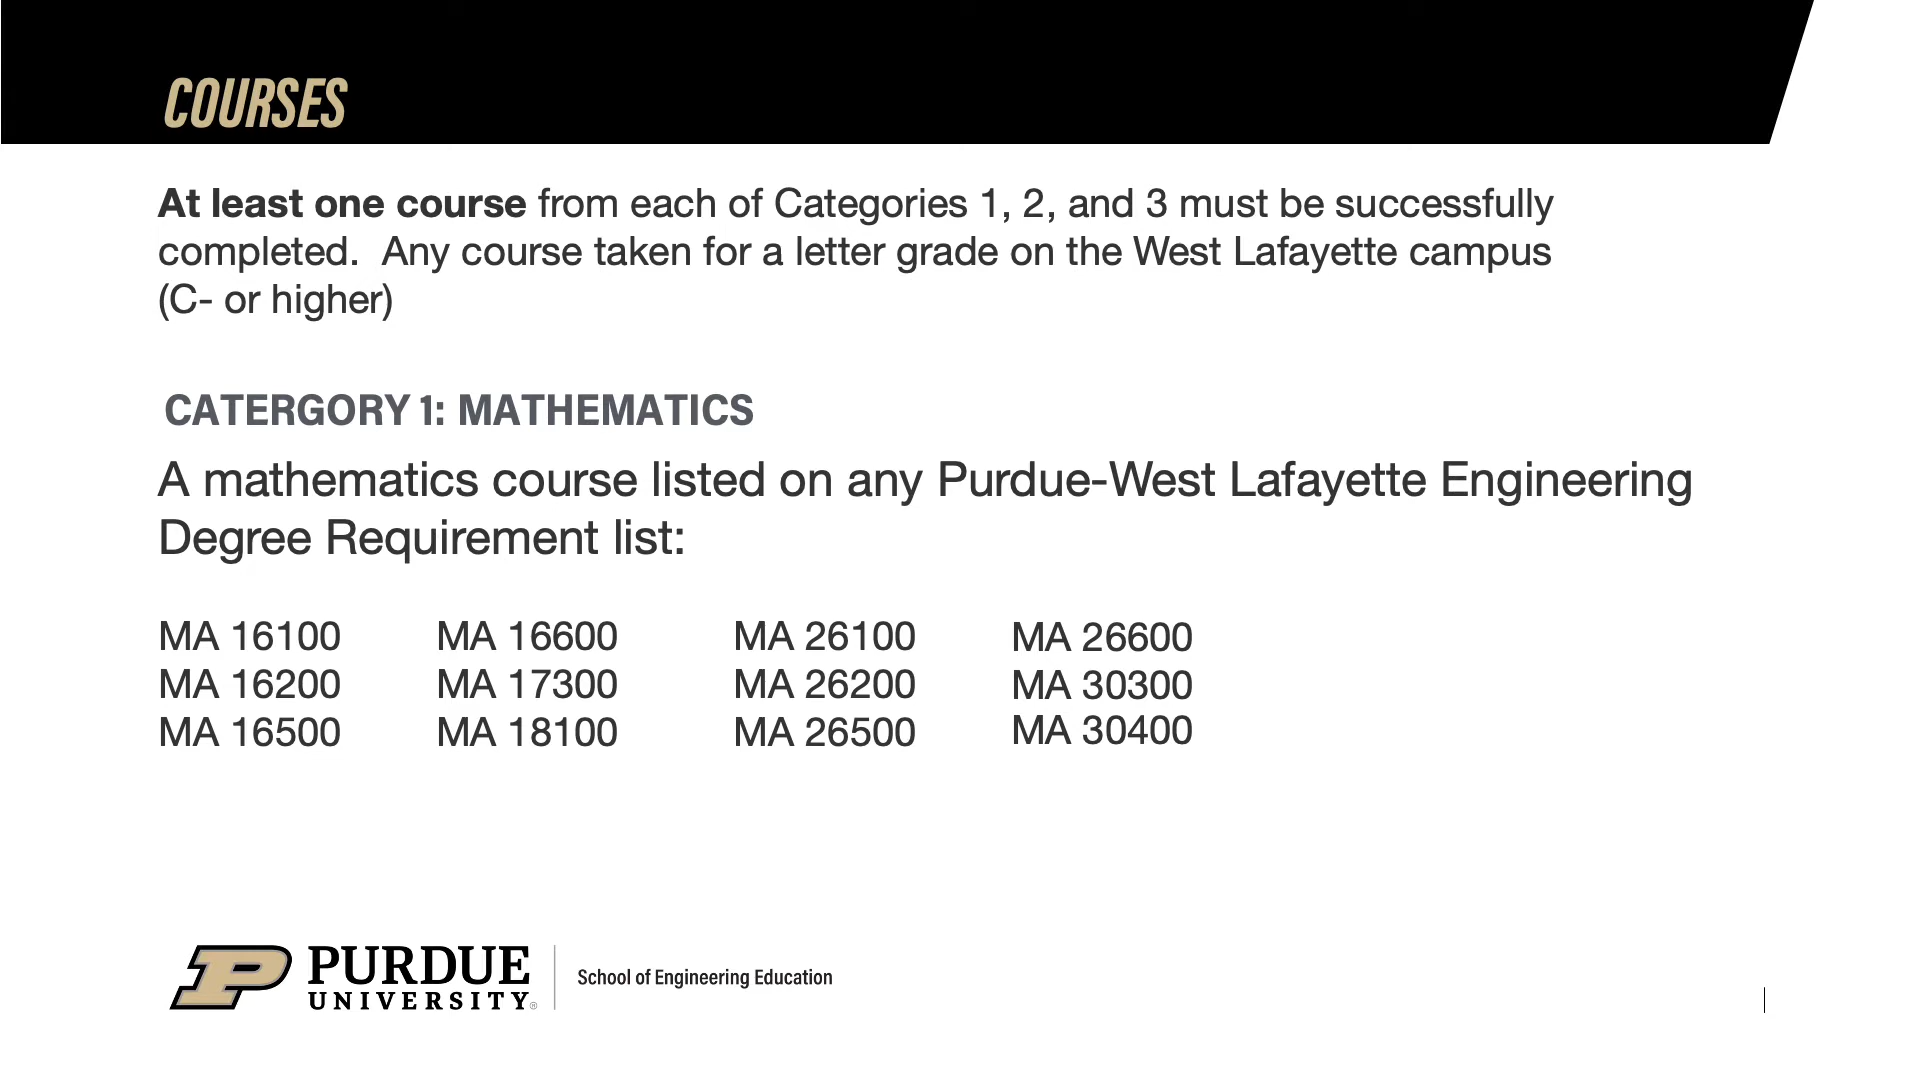 COURSES
At least one course from each of Categories 1, 2, and 3 must be successfully
completed.  Any course taken for a letter grade on the West Lafayette campus
(C- or higher)
CATERGORY 1: MATHEMATICS
A mathematics course listed on any Purdue-West Lafayette Engineering
Degree Requirement list:
MA 16100 MA 16600 MA 26100 MA 26600
MA 16200 MA 17300 MA 26200 MA 30300
MA 16500 MA 18100 MA 26500 MA 30400
P PURDUE
UNIVERSITY®
School of Engineering Education